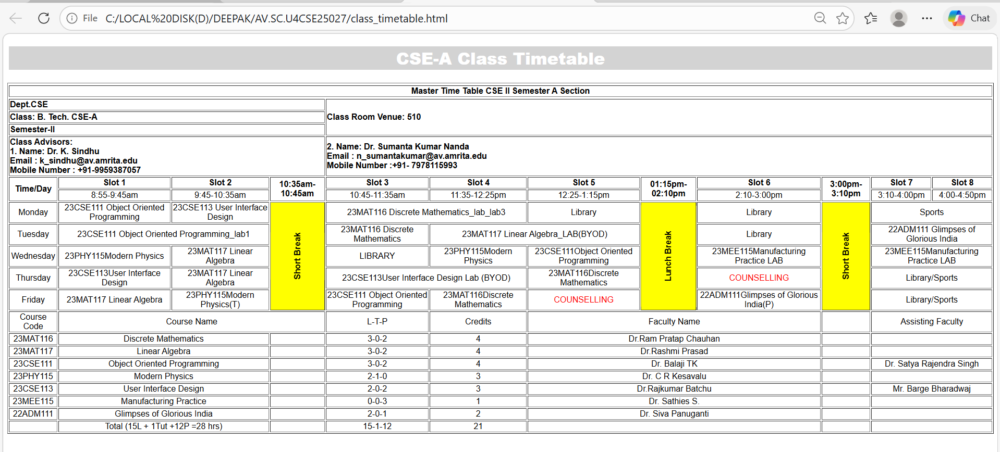 File C:/LOCAL%20DISK(D)/DEEPAK/AV.SC.U4CSE25027/class_timetable.html
Chat
CSE-A Class Timetable
Master Time Table CSE II Semester A Section
Dept.CSE
Class: B. Tech. CSE-A
Semester-II
Class Room Venue: 510
Class Advisors:
1. Name: Dr. K. Sindhu
Email : k_sindhu@av.amrita.edu
Mobile Number : +91-9959387057
2. Name: Dr. Sumanta Kumar Nanda
Email : n_sumantakumar@av.amrita.edu
Mobile Number :+91- 7978115993
Time/Day Slot 1 Slot 2 10:35am-10:45am Slot 3 Slot 4 Slot 5 01:15pm-02:10pm Slot 6 3:00pm-3:10pm Slot 7 Slot 8
8:55-9:45am 9:45-10:35am 10:45-11:35am 11:35-12:25pm 12:25-1:15pm 2:10-3:00pm 3:10-4:00pm 4:00-4:50pm
Monday 23CSE111 Object Oriented Programming 23CSE113 User Interface Design Short Break 23MAT116 Discrete Mathematics_lab_lab3 Library Lunch Break Library Short Break Sports
Tuesday 23CSE111 Object Oriented Programming_lab1 23MAT116 Discrete Mathematics 23MAT117 Linear Algebra_LAB(BYOD) Library 22ADM111 Glimpses of Glorious India
Wednesday 23PHY115Modern Physics 23MAT117 Linear Algebra LIBRARY 23PHY115Modern Physics 23CSE111Object Oriented Programming 23MEE115Manufacturing Practice LAB 23MEE115Manufacturing Practice LAB
Thursday 23CSE113User Interface Design 23MAT117 Linear Algebra 23CSE113User Interface Design Lab (BYOD) 23MAT116Discrete Mathematics COUNSELLING Library/Sports
Friday 23MAT117 Linear Algebra 23PHY115Modern Physics(T) 23CSE111 Object Oriented Programming 23MAT116Discrete Mathematics COUNSELLING 22ADM111Glimpses of Glorious India(P) Library/Sports
Course Code Course Name L-T-P Credits Faculty Name Assisting Faculty
23MAT116 Discrete Mathematics 3-0-2 4 Dr.Ram Pratap Chauhan
23MAT117 Linear Algebra 3-0-2 4 Dr.Rashmi Prasad
23CSE111 Object Oriented Programming 3-0-2 4 Dr. Balaji TK Dr. Satya Rajendra Singh
23PHY115 Modern Physics 2-1-0 3 Dr. C R Kesavalu
23CSE113 User Interface Design 2-0-2 3 Dr.Rajkumar Batchu Mr. Barge Bharadwaj
23MEE115 Manufacturing Practice 0-0-3 1 Dr. Sathies S.
22ADM111 Glimpses of Glorious India 2-0-1 2 Dr. Siva Panuganti
Total (15L + 1Tut +12P =28 hrs) 15-1-12 21